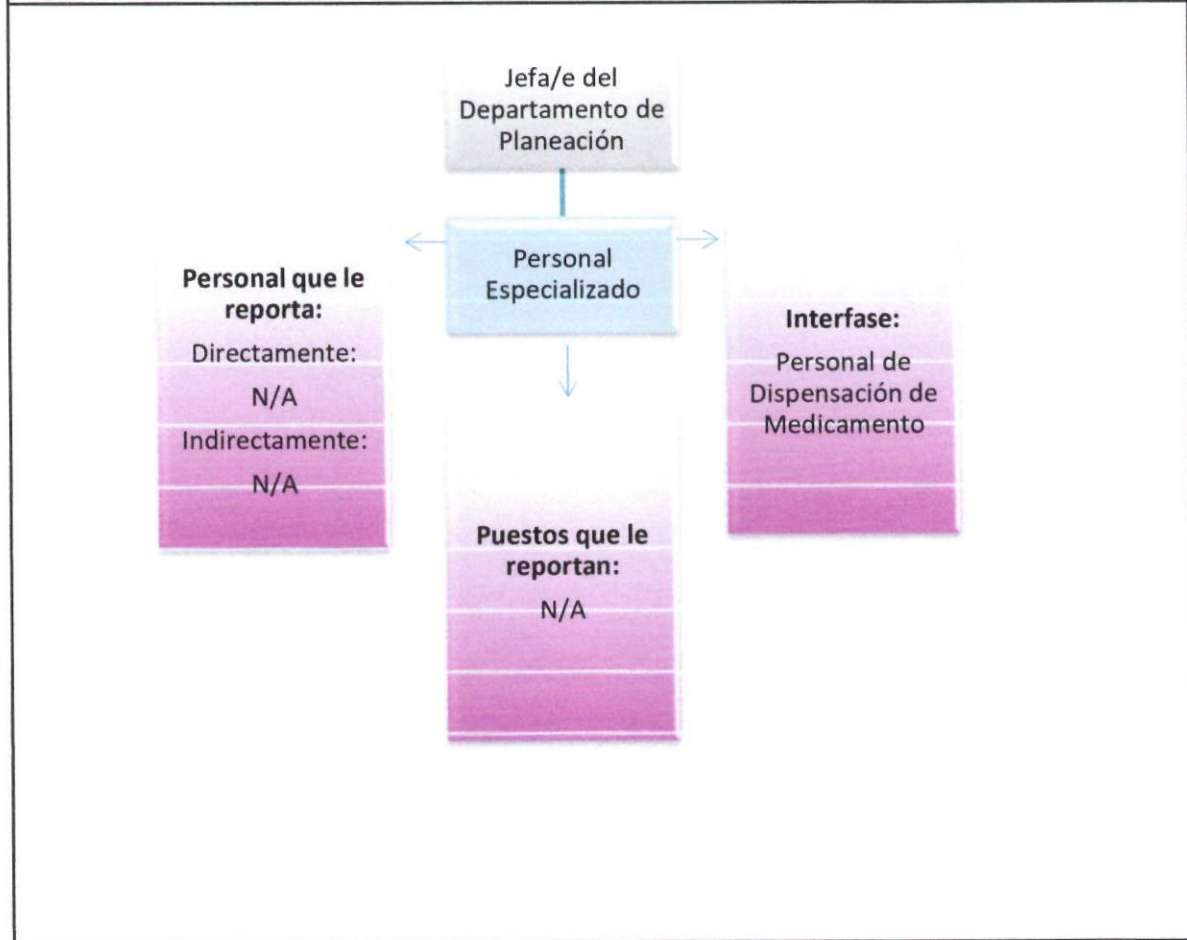 Jefa/e del
Departamento de
Planeación
Personal
Especializado
Personal que le
reporta:
Directamente:
N/A
Indirectamente:
N/A
Interfase:
Personal de
Dispensación de
Medicamento
Puestos que le
reportan:
N/A